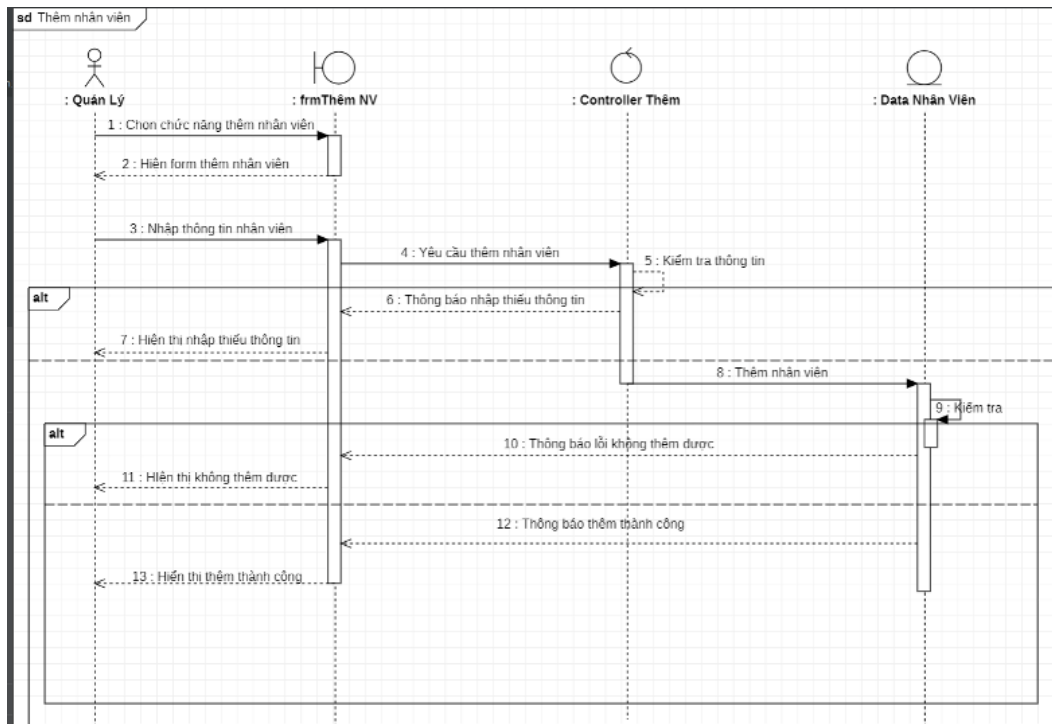 sd Thêm nhân viên
: Quản Lý
: frmThêm NV
: Controller Thêm
: Data Nhân Viên
1 : Chọn chức năng thêm nhân viên
2 : Hiện form thêm nhân viên
3 : Nhập thông tin nhân viên
4 : Yêu cầu thêm nhân viên
5 : Kiểm tra thông tin
alt
6 : Thông báo nhập thiếu thông tin
7 : Hiển thị nhập thiếu thông tin
8 : Thêm nhân viên
9 : Kiểm tra
alt
10 : Thông báo lỗi không thêm được
11 : HIển thị không thêm được
12 : Thông báo thêm thành công
13 : Hiển thị thêm thành công